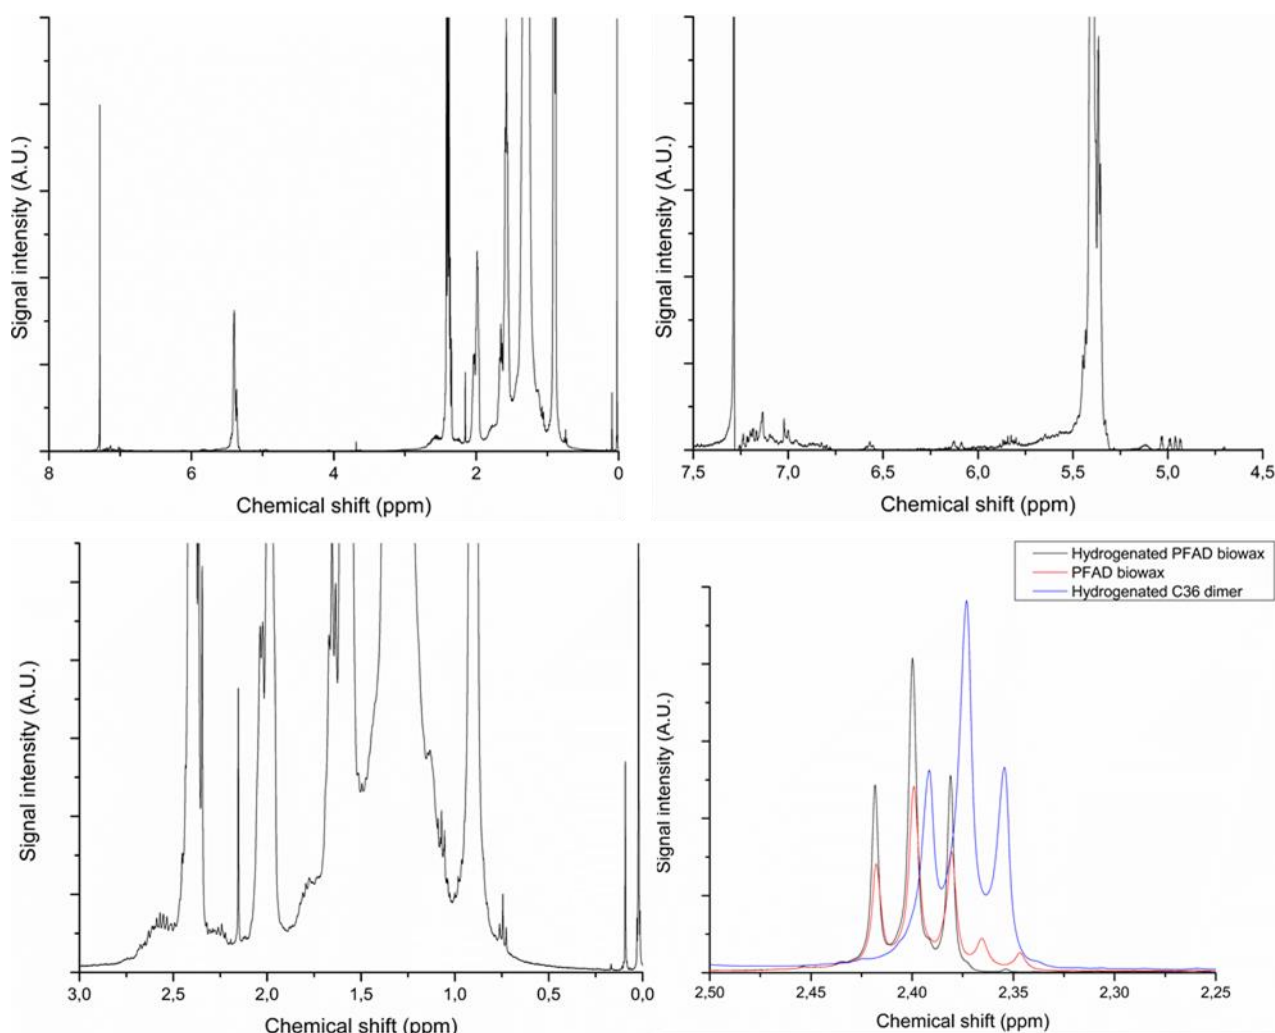 Signal intensity (A.U.)
8 6 4 2 0
Chemical shift (ppm)
Signal intensity (A.U.)
7,5 7,0 6,5 6,0 5,5 5,0 4,5
Chemical shift (ppm)
Signal intensity (A.U.)
3,0 2,5 2,0 1,5 1,0 0,5 0,0
Chemical shift (ppm)
Hydrogenated PFAD biowax
PFAD biowax
Hydrogenated C36 dimer
Signal intensity (A.U.)
2,50 2,45 2,40 2,35 2,30 2,25
Chemical shift (ppm)